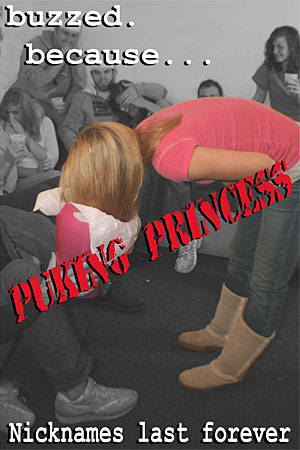 buzzed.
because...
PUKING PRINCESS
Nicknames last forever